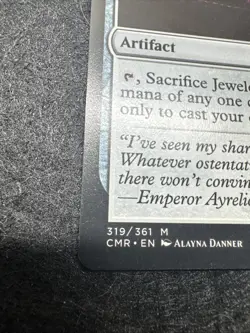 Artifact
, Sacrifice Jewele
mana of any one
only to cast your
“I’ve seen my shar
Whatever ostentat
there won’t convin
—Emperor Ayrelio
319/361 M
CMR • EN ALAYNA DANNER